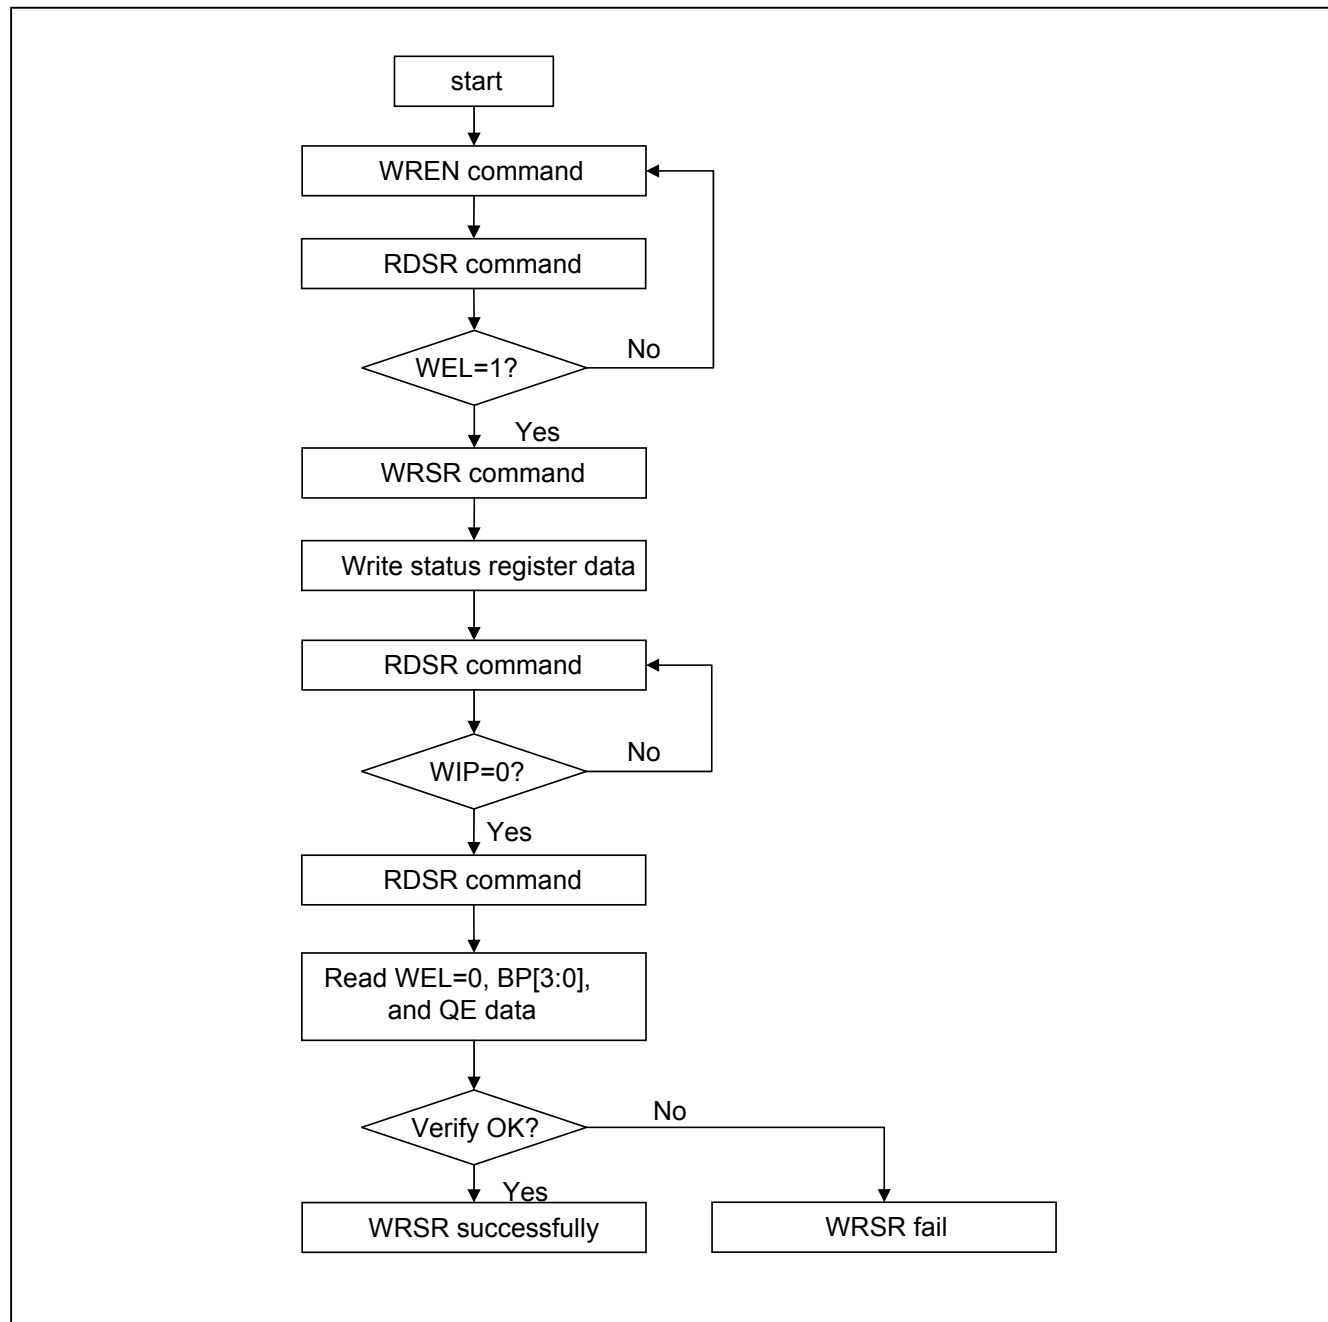 start
WREN command
RDSR command
WEL=1?
No
Yes
WRSR command
Write status register data
RDSR command
WIP=0?
No
Yes
RDSR command
Read WEL=0, BP[3:0],
and QE data
Verify OK?
No
Yes
WRSR successfully
WRSR fail